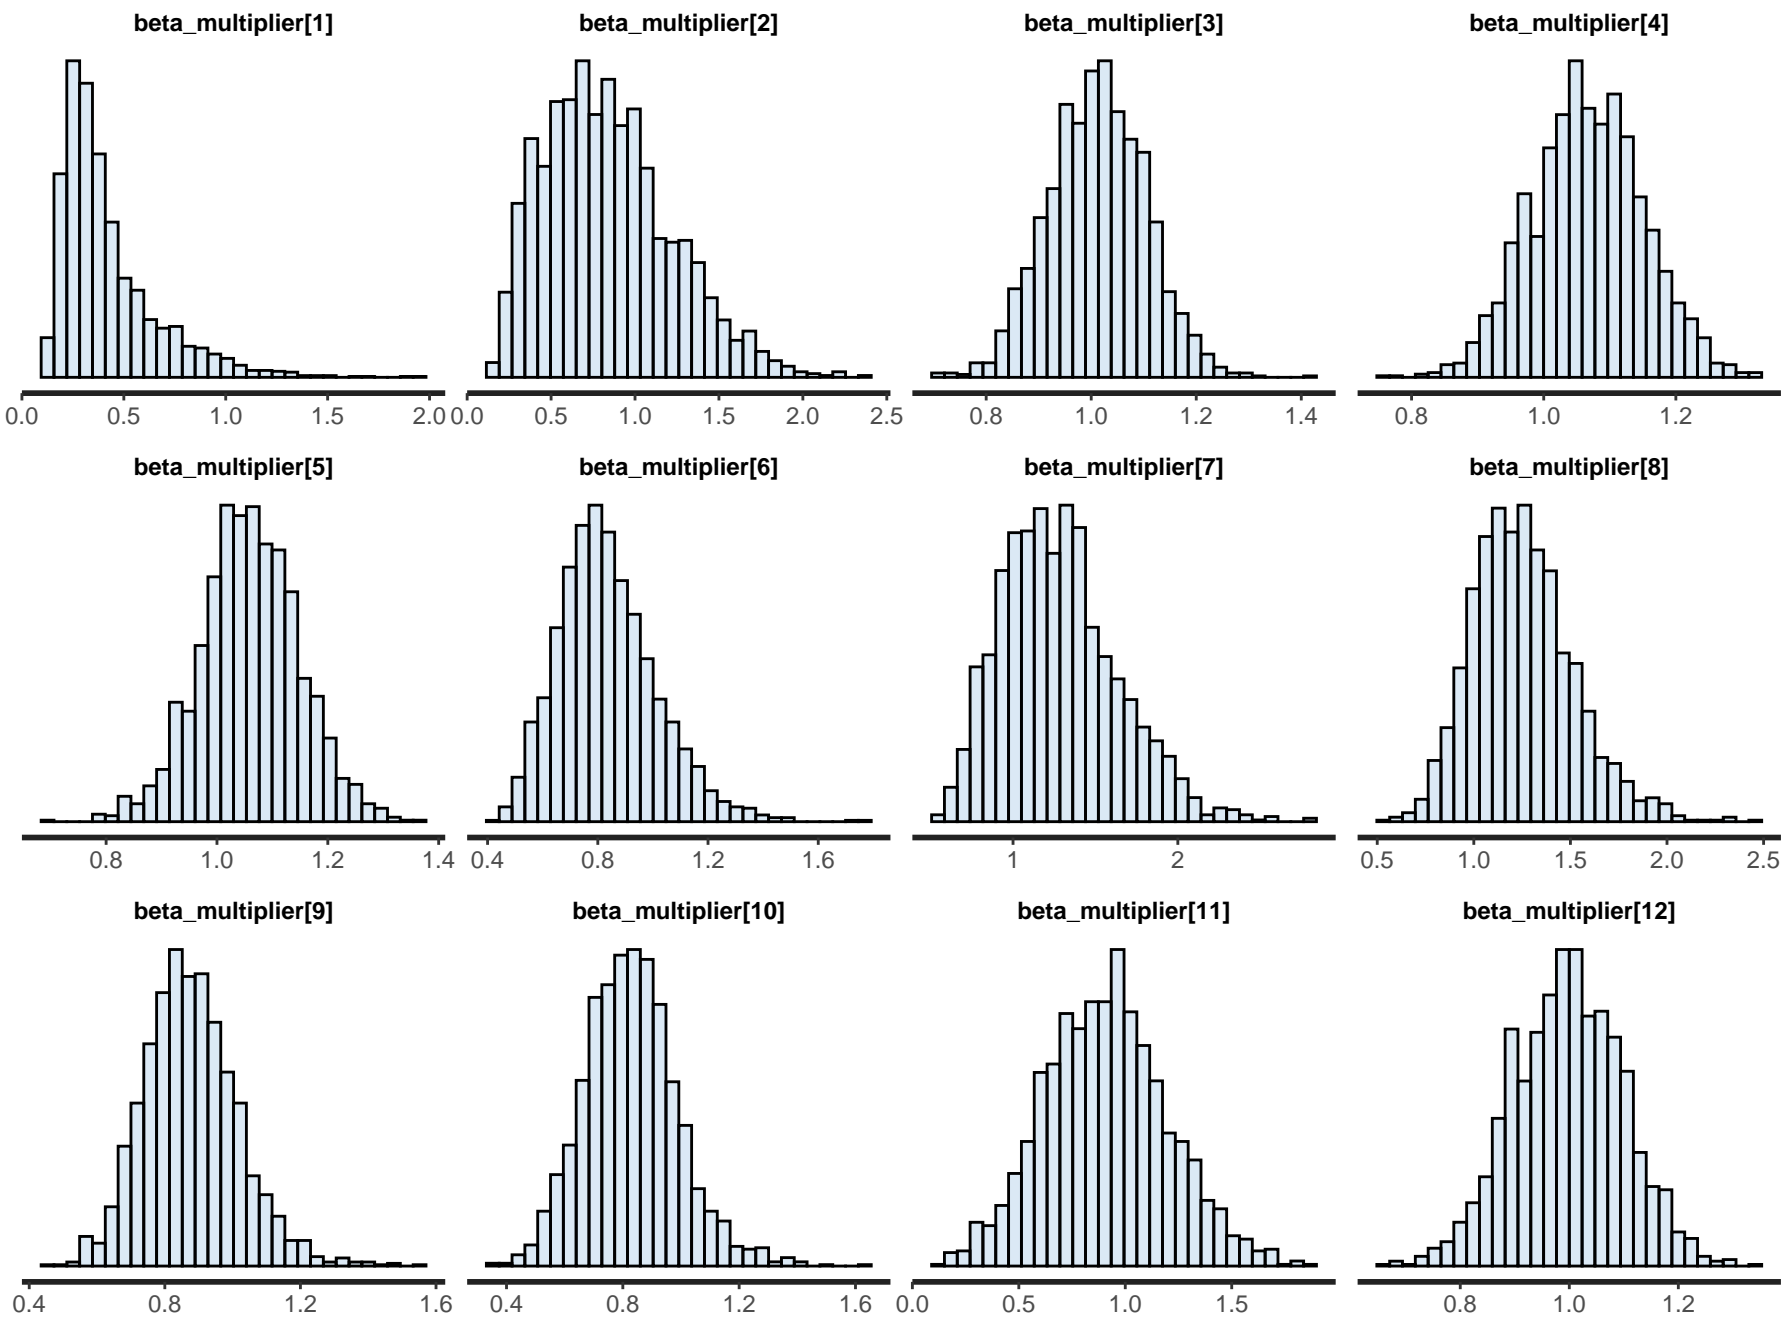 beta_multiplier[1] beta_multiplier[2] beta_multiplier[3] beta_multiplier[4]
0.0 0.5 1.0 1.5 2.0 0.0 0.5 1.0 1.5 2.0 2.5 0.8 1.0 1.2 1.4 0.8 1.0 1.2
beta_multiplier[5] beta_multiplier[6] beta_multiplier[7] beta_multiplier[8]
0.8 1.0 1.2 1.4 0.4 0.8 1.2 1.6 1 2 0.5 1.0 1.5 2.0 2.5
beta_multiplier[9] beta_multiplier[10] beta_multiplier[11] beta_multiplier[12]
0.4 0.8 1.2 1.6 0.4 0.8 1.2 1.6 0.0 0.5 1.0 1.5 0.8 1.0 1.2